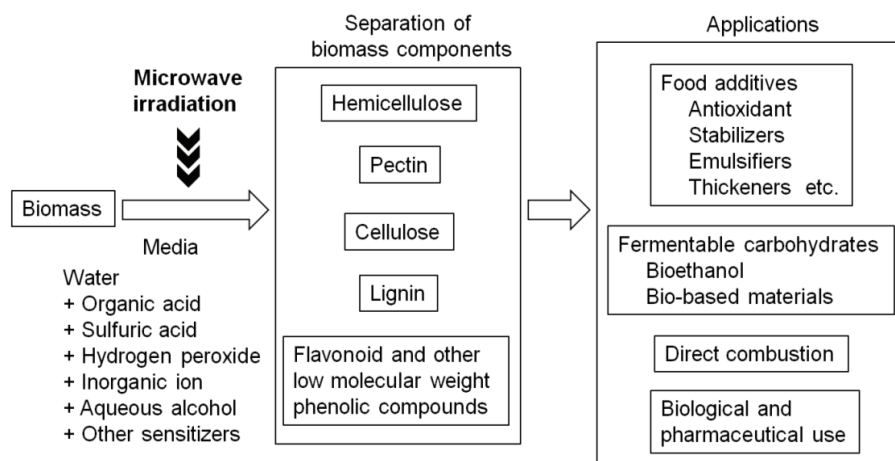 Microwave
irradiation
Biomass
Media
Water
+ Organic acid
+ Sulfuric acid
+ Hydrogen peroxide
+ Inorganic ion
+ Aqueous alcohol
+ Other sensitizers
Separation of
biomass components
Hemicellulose
Pectin
Cellulose
Lignin
Flavonoid and other
low molecular weight
phenolic compounds
Applications
Food additives
Antioxidant
Stabilizers
Emulsifiers
Thickeners etc.
Fermentable carbohydrates
Bioethanol
Bio-based materials
Direct combustion
Biological and
pharmaceutical use